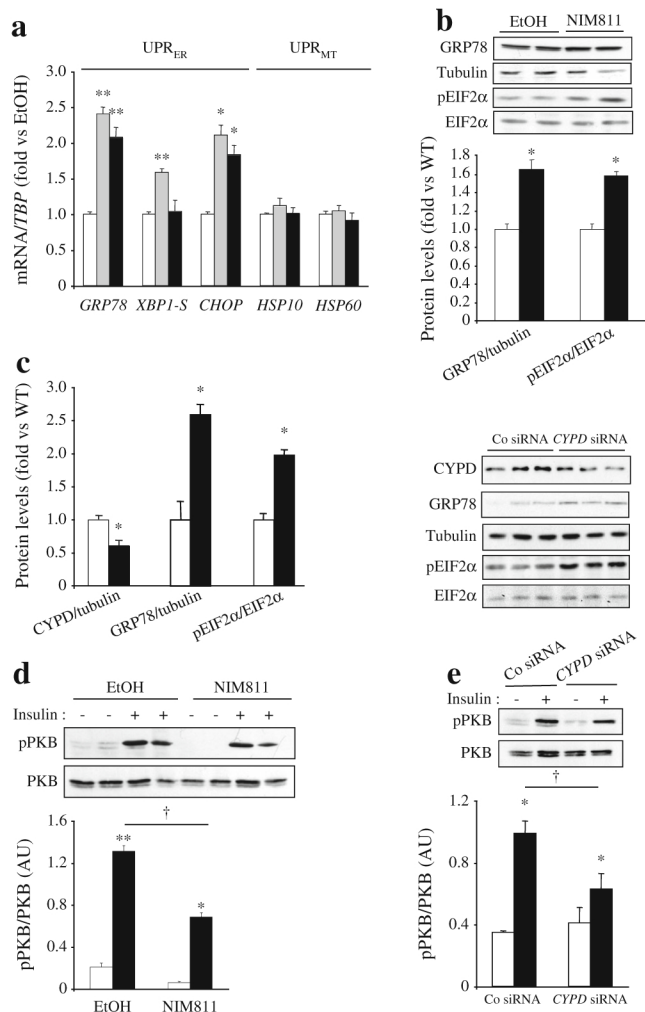 a
UPR_ER UPR_MT
mRNA/TBP (fold vs EtOH)
3.0
2.5
2.0
1.5
1.0
0.5
0
** ** ** * *
GRP78 XBP1-S CHOP HSP10 HSP60
b
EtOH NIM811
GRP78
Tubulin
pEIF2α
EIF2α
Protein levels (fold vs WT)
1.8
1.6
1.4
1.2
1.0
0.8
0.6
0.4
0.2
0
* *
GRP78/tubulin pEIF2α/EIF2α
c
Protein levels (fold vs WT)
3.0
2.5
2.0
1.5
1.0
0.5
0
* * *
CYPD/tubulin GRP78/tubulin pEIF2α/EIF2α
Co siRNA CYPD siRNA
CYPD
GRP78
Tubulin
pEIF2α
EIF2α
d
EtOH NIM811
Insulin : - - + + - - + +
pPKB
PKB
†
pPKB/PKB (AU)
1.6
1.2
0.8
0.4
0
** *
EtOH NIM811
e
Co siRNA CYPD siRNA
Insulin : - + - +
pPKB
PKB
†
pPKB/PKB (AU)
1.2
0.8
0.4
0
* *
Co siRNA CYPD siRNA